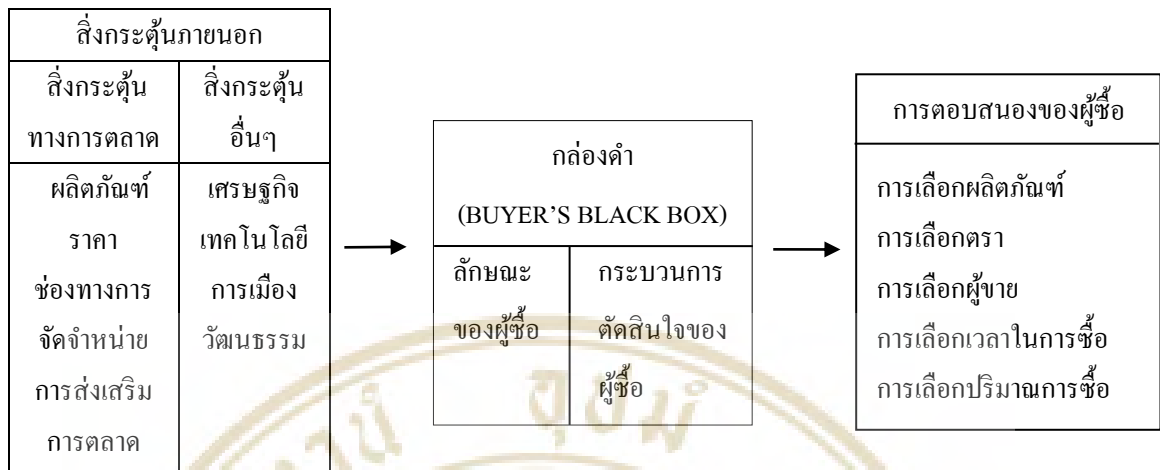 สิ่งกระตุ้นภายนอก
สิ่งกระตุ้น
ทางการตลาด
สิ่งกระตุ้น
อื่นๆ
ผลิตภัณฑ์
ราคา
ช่องทางการ
จัดจำหน่าย
การส่งเสริม
การตลาด
เศรษฐกิจ
เทคโนโลยี
การเมือง
วัฒนธรรม
กล่องดำ
(BUYER’S BLACK BOX)
ลักษณะ
ของผู้ซื้อ
กระบวนการ
ตัดสินใจของ
ผู้ซื้อ
การตอบสนองของผู้ซื้อ
การเลือกผลิตภัณฑ์
การเลือกตรา
การเลือกผู้ขาย
การเลือกเวลาในการซื้อ
การเลือกปริมาณการซื้อ